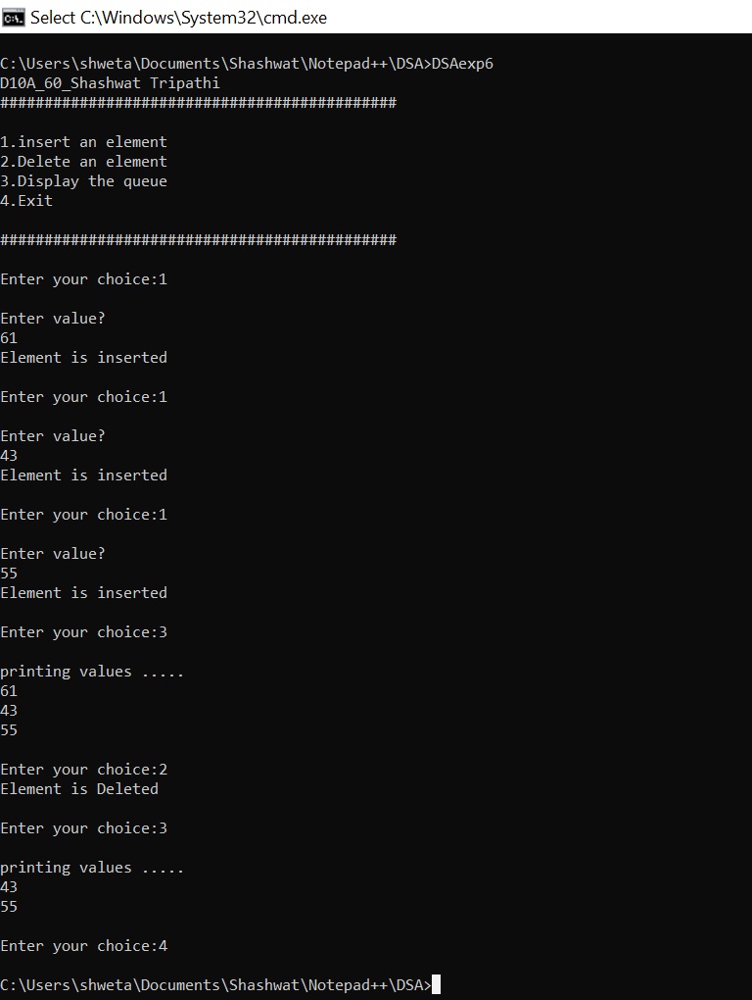 Select C:\Windows\System32\cmd.exe
C:\Users\shweta\Documents\Shashwat\Notepad++\DSA>DSAexp6
D10A_60_Shashwat Tripathi
#############################################
1.insert an element
2.Delete an element
3.Display the queue
4.Exit
#############################################
Enter your choice:1
Enter value?
61
Element is inserted
Enter your choice:1
Enter value?
43
Element is inserted
Enter your choice:1
Enter value?
55
Element is inserted
Enter your choice:3
printing values .....
61
43
55
Enter your choice:2
Element is Deleted
Enter your choice:3
printing values .....
43
55
Enter your choice:4
C:\Users\shweta\Documents\Shashwat\Notepad++\DSA>